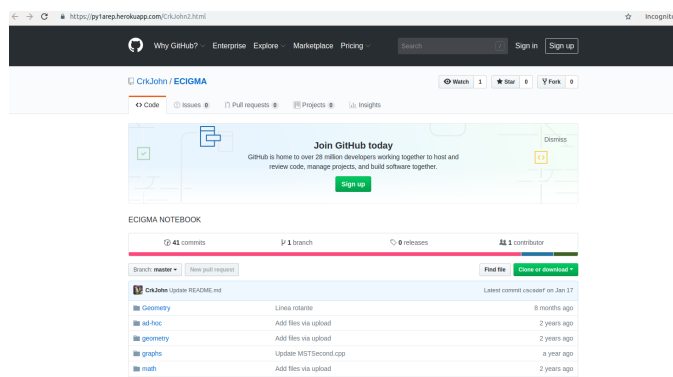 https://py1arep.herokuapp.com/CrkJohn2.html
Incognito
Why GitHub? Enterprise Explore Marketplace Pricing Search / Sign in Sign up
CrkJohn / ECIGMA Watch 1 Star 0 Fork 0
Code Issues 0 Pull requests 0 Projects 0 Insights
Join GitHub today
Dismiss
GitHub is home to over 28 million developers working together to host and
review code, manage projects, and build software together.
Sign up
ECIGMA NOTEBOOK
41 commits 1 branch 0 releases 1 contributor
Branch: master New pull request Find file Clone or download
CrkJohn Update README.md Latest commit on Jan 17
Geometry Linea rotante 8 months ago
ad-hoc Add files via upload 2 years ago
geometry Add files via upload 2 years ago
graphs Update MSTSecond.cpp a year ago
math Add files via upload 2 years ago